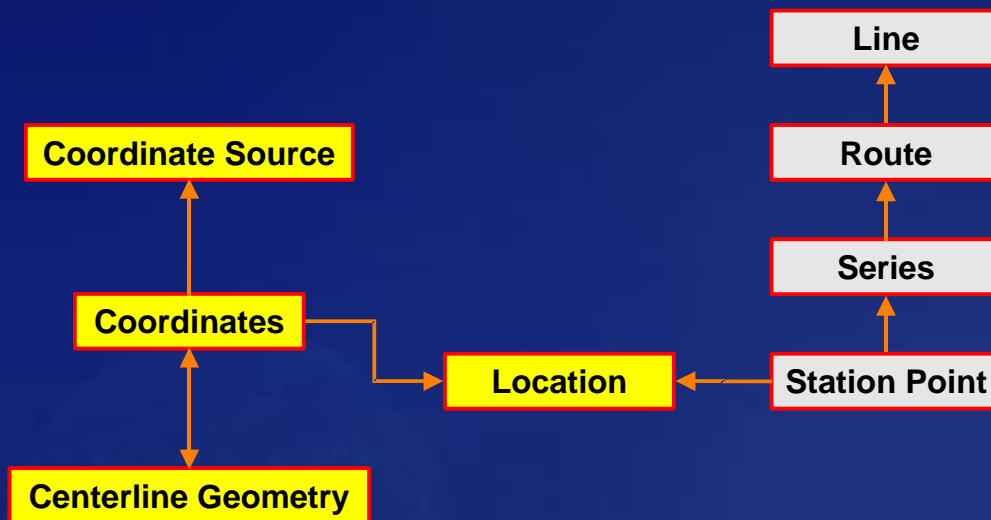 Line
Coordinate Source
Route
Series
Coordinates
Location
Station Point
Centerline Geometry